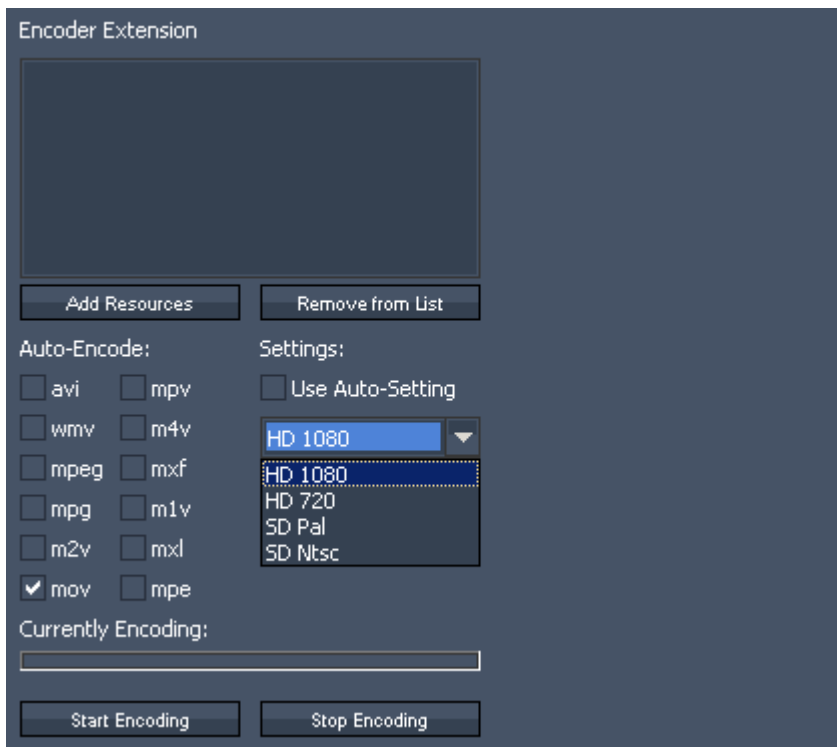 Encoder Extension
Add Resources Remove from List
Auto-Encode: Settings:
avi mpv Use Auto-Setting
wmv m4v HD 1080
mpeg mxf HD 1080
mpg m1v HD 720
SD Pal
m2v mxl SD Ntsc
mov mpe
Currently Encoding:
Start Encoding Stop Encoding